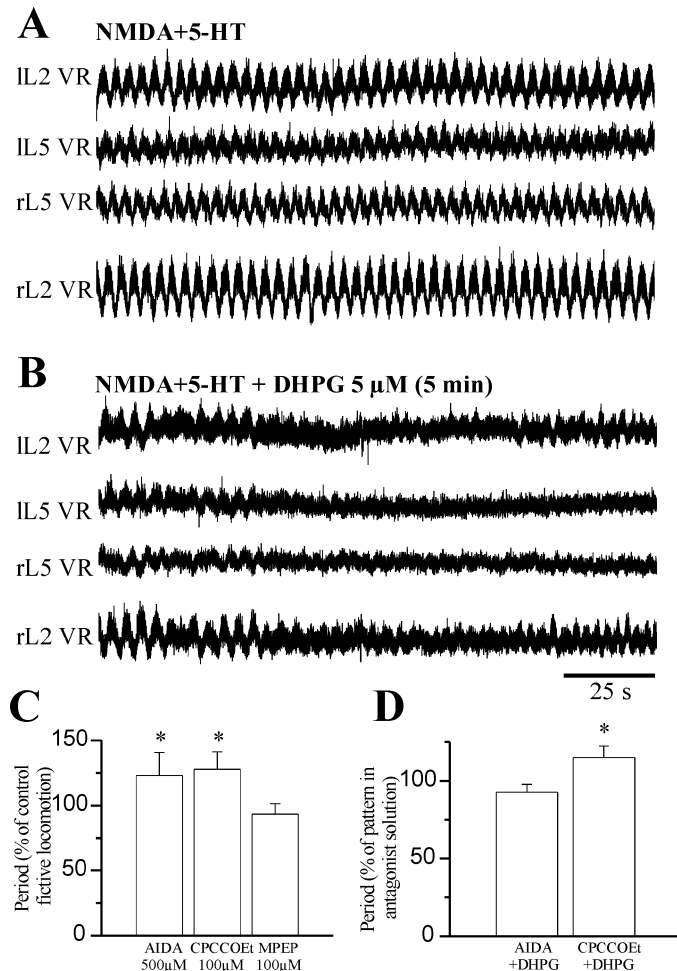 A NMDA+5-HT
lL2 VR
lL5 VR
rL5 VR
rL2 VR
B NMDA+5-HT + DHPG 5 µM (5 min)
lL2 VR
lL5 VR
rL5 VR
rL2 VR
25 s
C
Period (% of control
fictive locomotion)
150
100
50
0
* *
AIDA CPCCOEt MPEP
500µM 100µM 100µM
D
Period (% of pattern in
antagonist solution)
100
50
0
*
AIDA CPCCOEt
+DHPG +DHPG